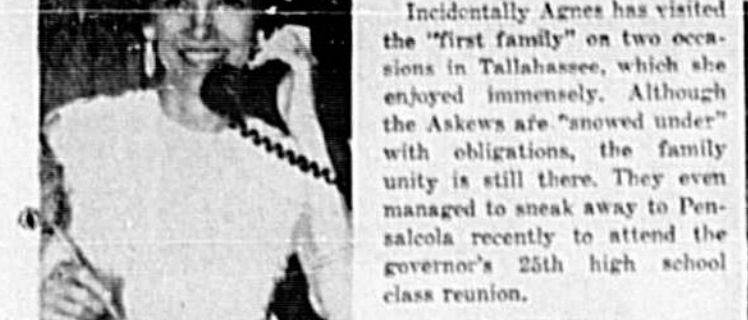 Incidentally Agnes has visited
the "first family" on two occa-
sions in Tallahassee, which she
enjoyed immensely. Although
the Askews are "snowed under"
with obligations, the family
unity is still there. They even
managed to sneak away to Pen-
salcola recently to attend the
governor's 25th high school
class reunion.